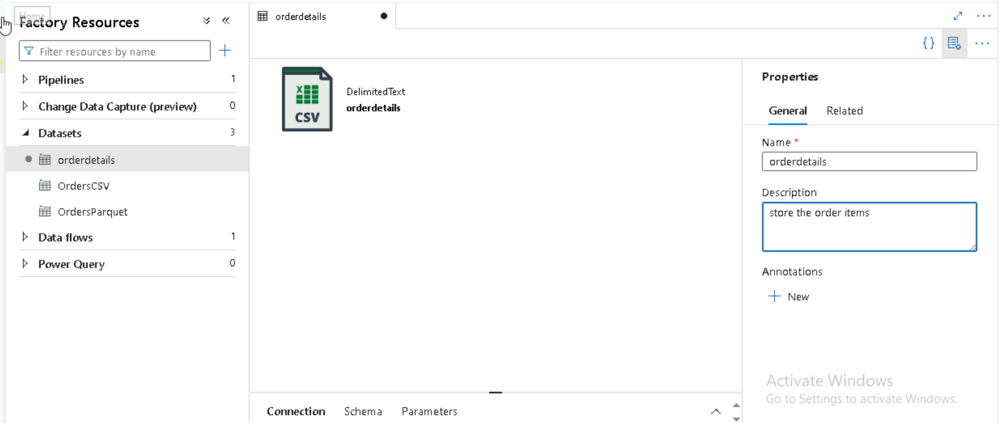 Home
Factory Resources
Filter resources by name
Pipelines 1
Change Data Capture (preview) 0
Datasets 3
orderdetails
OrdersCSV
OrdersParquet
Data flows 1
Power Query 0
orderdetails
X
CSV
DelimitedText
orderdetails
Connection Schema Parameters
{}
Properties
General Related
Name *
orderdetails
Description
store the order items
Annotations
New
Activate Windows
Go to Settings to activate Windows.